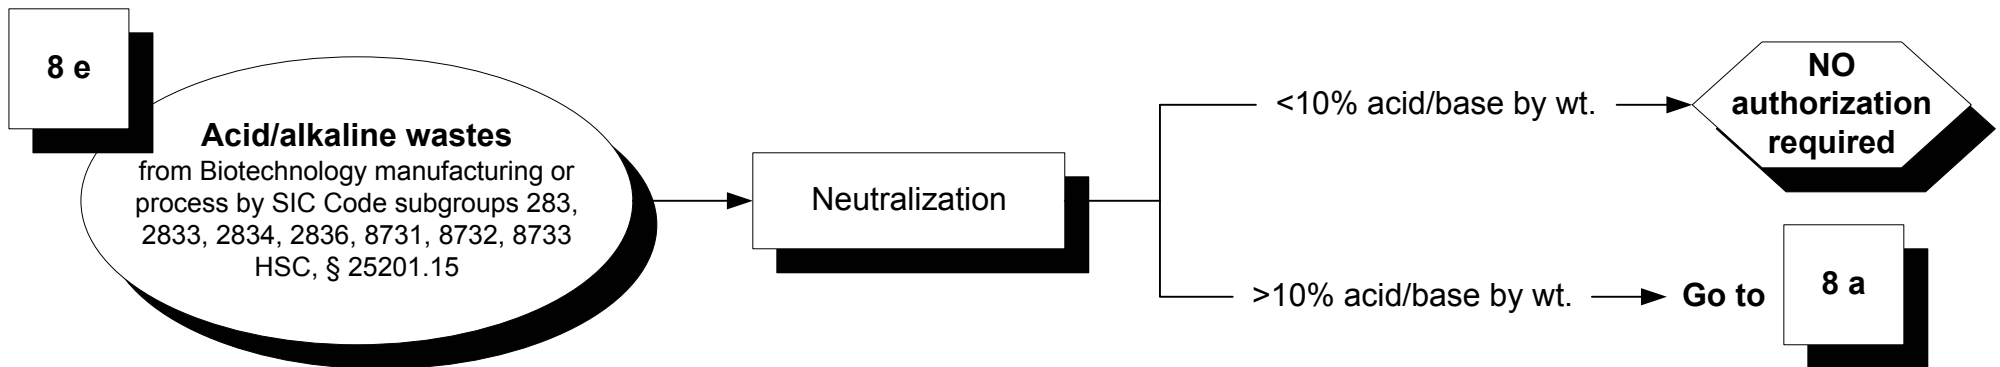 8 e
Acid/alkaline wastes
from Biotechnology manufacturing or
process by SIC Code subgroups 283,
2833, 2834, 2836, 8731, 8732, 8733
HSC, § 25201.15
Neutralization
<10% acid/base by wt.
NO
authorization
required
>10% acid/base by wt.
Go to
8 a